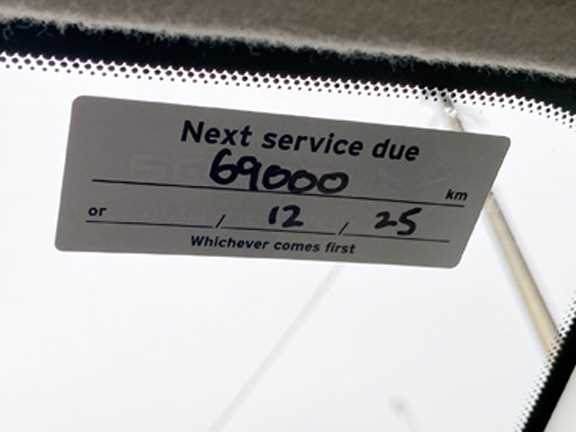 Next service due
69000 km
or / 12 / 25
Whichever comes first